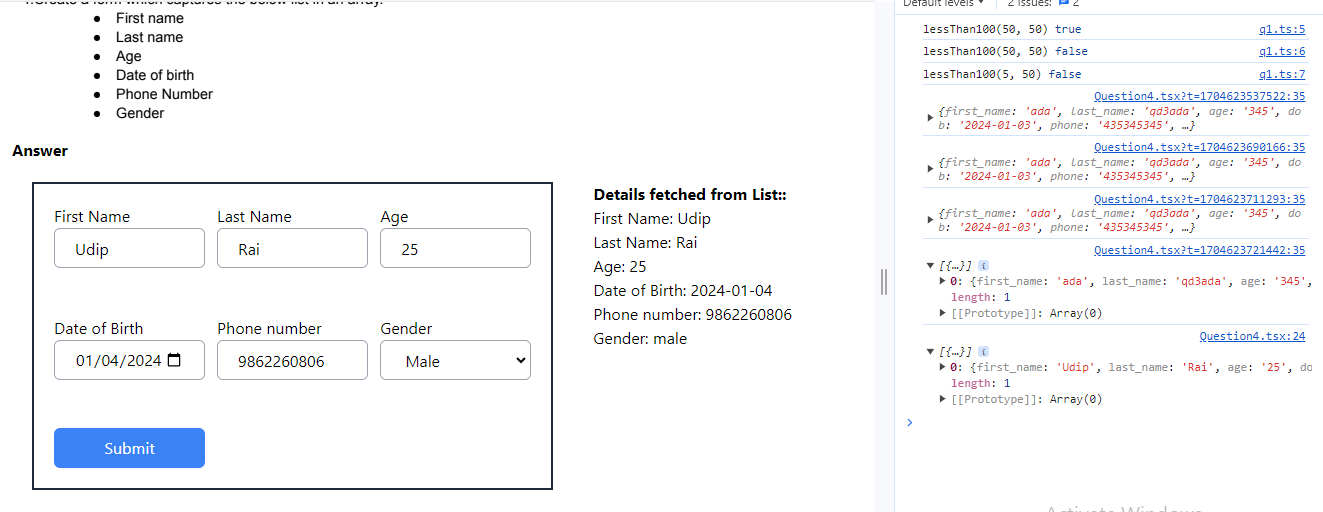 1.Create a form which captures the below list in an array.
● First name
● Last name
● Age
● Date of birth
● Phone Number
● Gender
Answer
First Name Last Name Age
Udip Rai 25
Date of Birth Phone number Gender
01/04/2024 9862260806 Male
Submit
Details fetched from List::
First Name: Udip
Last Name: Rai
Age: 25
Date of Birth: 2024-01-04
Phone number: 9862260806
Gender: male
Default levels 2 Issues: 2
lessThan100(50, 50) true q1.ts:5
lessThan100(50, 50) false q1.ts:6
lessThan100(5, 50) false q1.ts:7
Question4.tsx?t=1704623537522:35
{first_name: 'ada', last_name: 'qd3ada', age: '345', do
b: '2024-01-03', phone: '435345345', …}
Question4.tsx?t=1704623690166:35
{first_name: 'ada', last_name: 'qd3ada', age: '345', do
b: '2024-01-03', phone: '435345345', …}
Question4.tsx?t=1704623711293:35
{first_name: 'ada', last_name: 'qd3ada', age: '345', do
b: '2024-01-03', phone: '435345345', …}
Question4.tsx?t=1704623721442:35
[{…}] i
0: {first_name: 'ada', last_name: 'qd3ada', age: '345',
length: 1
[[Prototype]]: Array(0)
Question4.tsx:24
[{…}] i
0: {first_name: 'Udip', last_name: 'Rai', age: '25', do
length: 1
[[Prototype]]: Array(0)
Activate Windows